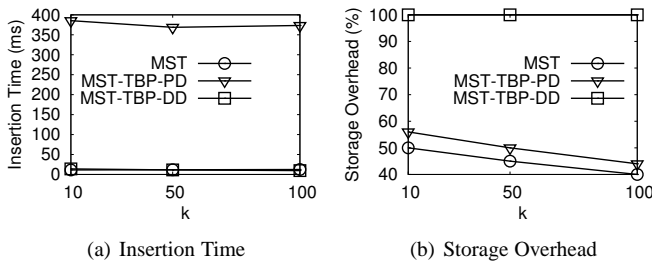 Insertion Time (ms)
400
350
300
250
200
150
100
50
0
MST
MST-TBP-PD
MST-TBP-DD
10
50
100
k
(a) Insertion Time
Storage Overhead (%)
100
90
80
70
60
50
40
MST
MST-TBP-PD
MST-TBP-DD
10
50
100
k
(b) Storage Overhead